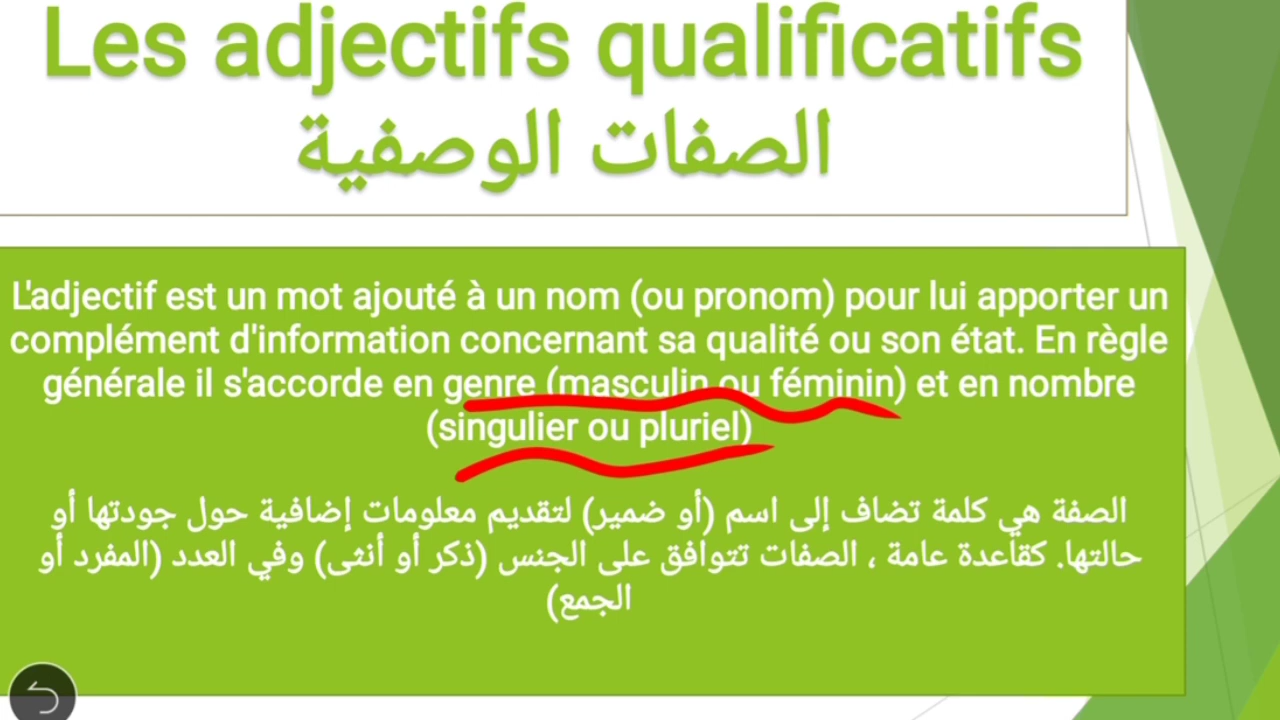 Les adjectifs qualificatifs
الصفات الوصفية
L'adjectif est un mot ajouté à un nom (ou pronom) pour lui apporter un
complément d'information concernant sa qualité ou son état. En règle
générale il s'accorde en genre (masculin ou féminin) et en nombre
(singulier ou pluriel)
الصفة هي كلمة تضاف إلى اسم (أو ضمير) لتقديم معلومات إضافية حول جودتها أو
حالتها. كقاعدة عامة ، الصفات تتوافق على الجنس (ذكر أو أنثى) وفي العدد (المفرد أو
الجمع)